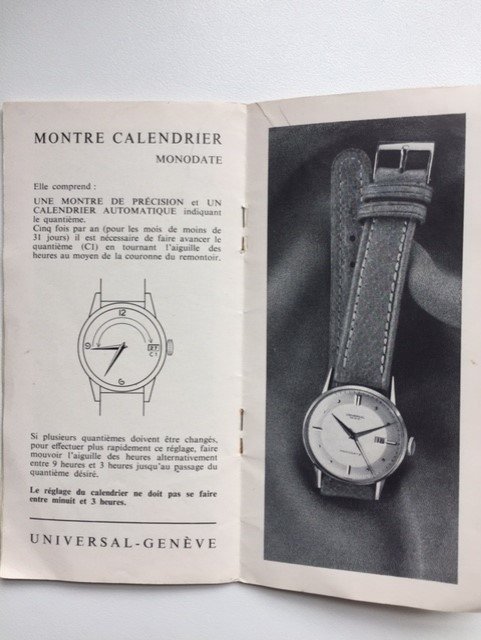 MONTRE CALENDRIER
MONODATE
Elle comprend :
UNE MONTRE DE PRÉCISION et UN
CALENDRIER AUTOMATIQUE indiquant
le quantième.
Cinq fois par an (pour les mois de moins de
31 jours) il est nécessaire de faire avancer le
quantième (C1) en tournant l'aiguille des
heures au moyen de la couronne du remontoir.
12
9
27
C1
6
Si plusieurs quantièmes doivent être changés,
pour effectuer plus rapidement ce réglage, faire
mouvoir l'aiguille des heures alternativement
entre 9 heures et 3 heures jusqu'au passage du
quantième désiré.
Le réglage du calendrier ne doit pas se faire
entre minuit et 3 heures.
UNIVERSAL-GENÈVE
UNIVERSAL
GENÈVE